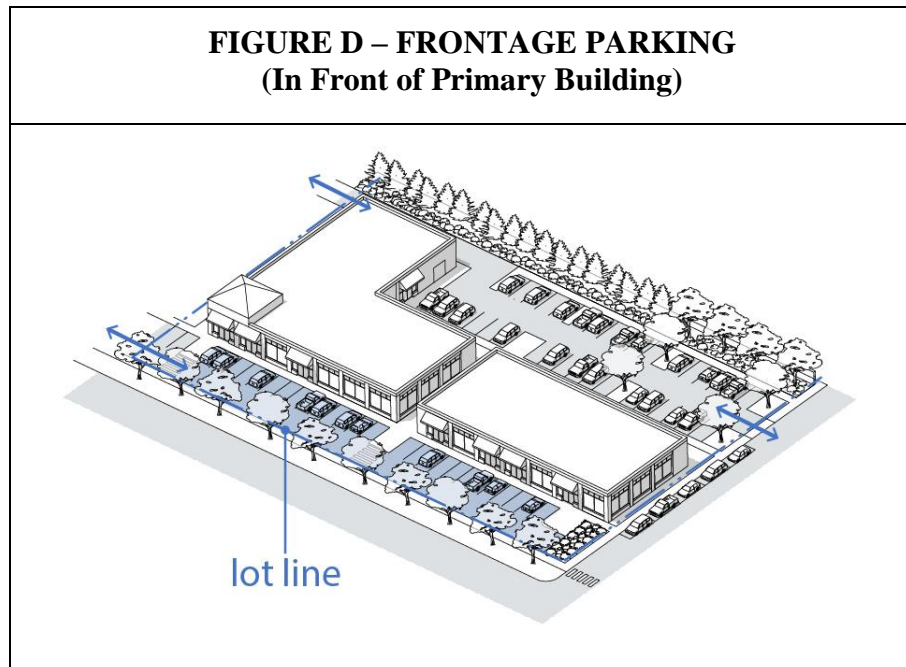 FIGURE D – FRONTAGE PARKING
(In Front of Primary Building)
lot line